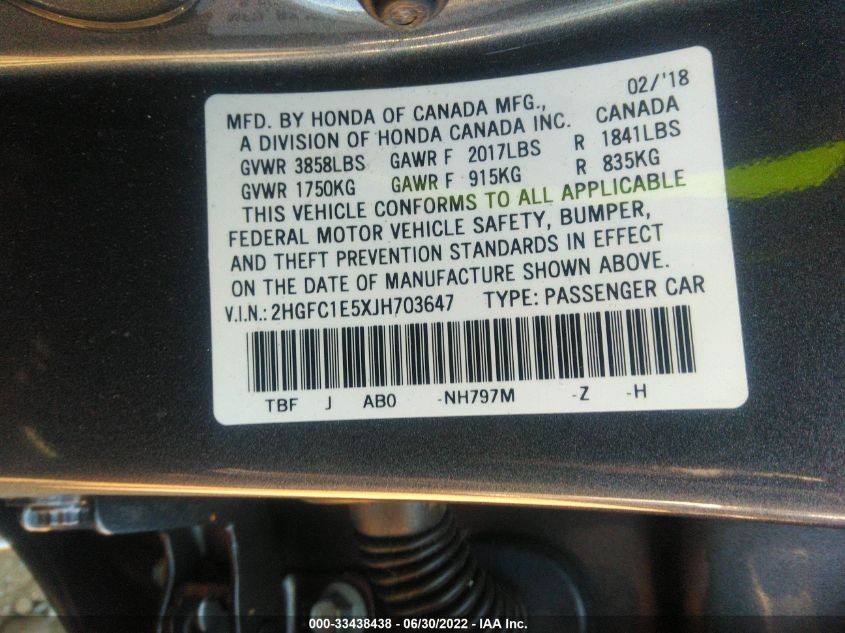 02/'18
MFD. BY HONDA OF CANADA MFG., CANADA
A DIVISION OF HONDA CANADA INC.
GVWR 3858LBS GAWR F 2017LBS R 1841LBS
GVWR 1750KG GAWR F 915KG R 835KG
THIS VEHICLE CONFORMS TO ALL APPLICABLE
FEDERAL MOTOR VEHICLE SAFETY, BUMPER,
AND THEFT PREVENTION STANDARDS IN EFFECT
ON THE DATE OF MANUFACTURE SHOWN ABOVE.
V.I.N.: 2HGFC1E5XJH703647 TYPE: PASSENGER CAR
TBF J AB0 -NH797M -Z -H
000 - 33438438 - 06/30/2022 - IAA Inc.